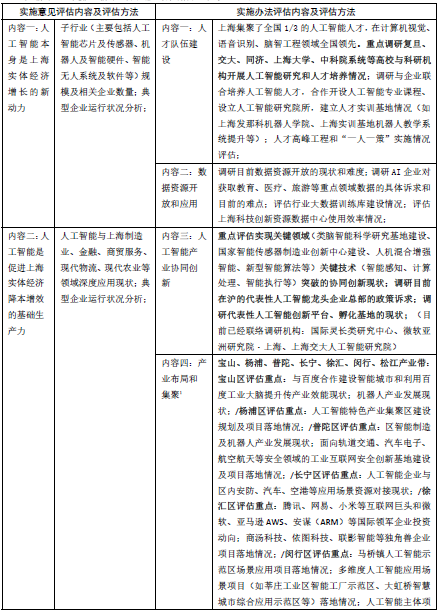 实施意见评估内容及评估方法
实施办法评估内容及评估方法
内容一：人
工智能本
身是上海
实体经济
增长的新
动力
子行业（主要包括人工
智能芯片及传感器、机
器人及智能硬件、智能
无人系统及软件等）规
模及相关企业数量；典
型企业运行状况分析；
内容一：人
才队伍建
设
上海集聚了全国 1/3 的人工智能人才，在计算机视觉、
语音识别、脑智工程领域全国领先。重点调研复旦、
交大、同济、上海大学、中科院系统等高校与科研机
构开展人工智能研究和人才培养情况；调研与企业联
合培养人工智能人才，合作开设人工智能专业课程、
设立人工智能研究院所，建立人才实训基地情况（如
上海发那科机器人学院、上海实训基地机器人教学系
统提升等）；人才高峰工程和“一人一策”实施情况
评估；
内容二：数
据资源开
放和应用
调研目前数据资源开放的现状和难度；调研 AI 企业对
获取教育、医疗、旅游等重点领域数据的具体诉求和
目前的难点；评估行业大数据训练库建设情况；评估
上海科技创新资源数据中心使用效率情况；
内容二：人
工智能是
促进上海
实体经济
降本增效
的基础生
产力
人工智能与上海制造
业、金融、商贸服务、
现代物流、现代农业等
领域深度应用现状；典
型企业运行状况分析；
内容三：人
工智能产
业协同创
新
重点评估实现关键领域（类脑智能科学研究基地建设、
国家智能传感器制造业创新中心建设、人机混合增强
智能、新型智能算法等）关键技术（智能感知、计算
处理、智能执行等）突破的协同创新现状；调研目前
在沪的代表性人工智能龙头企业总部的政策诉求；调
研代表性人工智能创新平台、孵化基地的现状；（目
前已经联络调研机构：国际灵长类研究中心、微软亚
洲研究院－上海、上海交大人工智能研究院）
内容四：产
业布局和
集聚¹
宝山、杨浦、普陀、长宁、徐汇、闵行、松江产业带：
宝山区评估重点：与百度合作建设智能城市和利用百
度工业大脑提升传产业效能现状；机器人产业发展现
状；/杨浦区评估重点：人工智能特色产业集聚区建设
规划及项目落地情况；/普陀区评估重点：区智能制造
及机器人产业发展现状；面向轨道交通、汽车电子、
航空航天等安全领域的工业互联网安全创新基地建设
及项目落地情况；/长宁区评估重点：人工智能企业与
区内安防、汽车、空港等应用场景资源对接现状；/徐
汇区评估重点：腾讯、网易、小米等互联网巨头和微
软、亚马逊 AWS、安谋（ARM）等国际领军企业投资
动向；商汤科技、依图科技、联影智能等独角兽企业
项目落地情况；/闵行区评估重点：马桥镇人工智能示
范区场景应用项目落地情况；多维度人工智能应用场
景项目（如莘庄工业区智能工厂示范区、大虹桥智慧
城市综合应用示范区等）落地情况；人工智能主体项